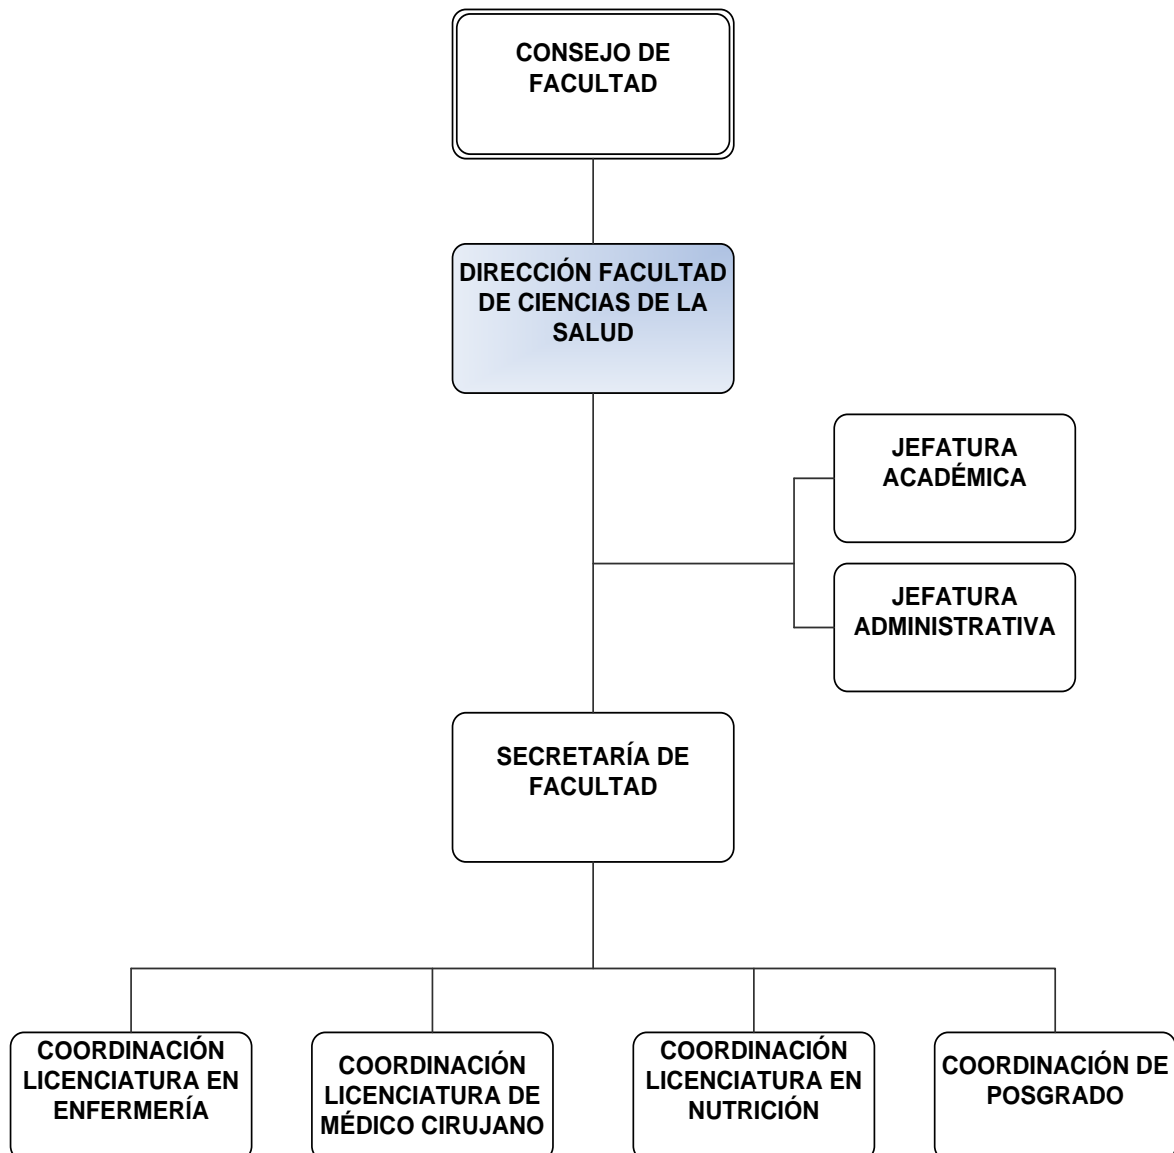 CONSEJO DE
FACULTAD
DIRECCIÓN FACULTAD
DE CIENCIAS DE LA
SALUD
JEFATURA
ACADÉMICA
JEFATURA
ADMINISTRATIVA
SECRETARÍA DE
FACULTAD
COORDINACIÓN
LICENCIATURA EN
ENFERMERÍA
COORDINACIÓN
LICENCIATURA DE
MÉDICO CIRUJANO
COORDINACIÓN
LICENCIATURA EN
NUTRICIÓN
COORDINACIÓN DE
POSGRADO